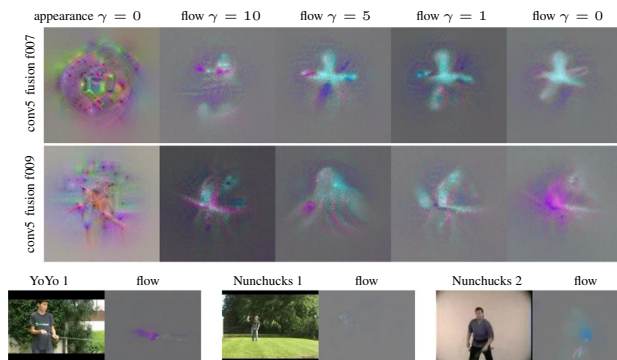 appearance γ = 0 flow γ = 10 flow γ = 5 flow γ = 1 flow γ = 0
conv5 fusion f007
conv5 fusion f009
YoYo 1 flow Nunchucks 1 flow Nunchucks 2 flow